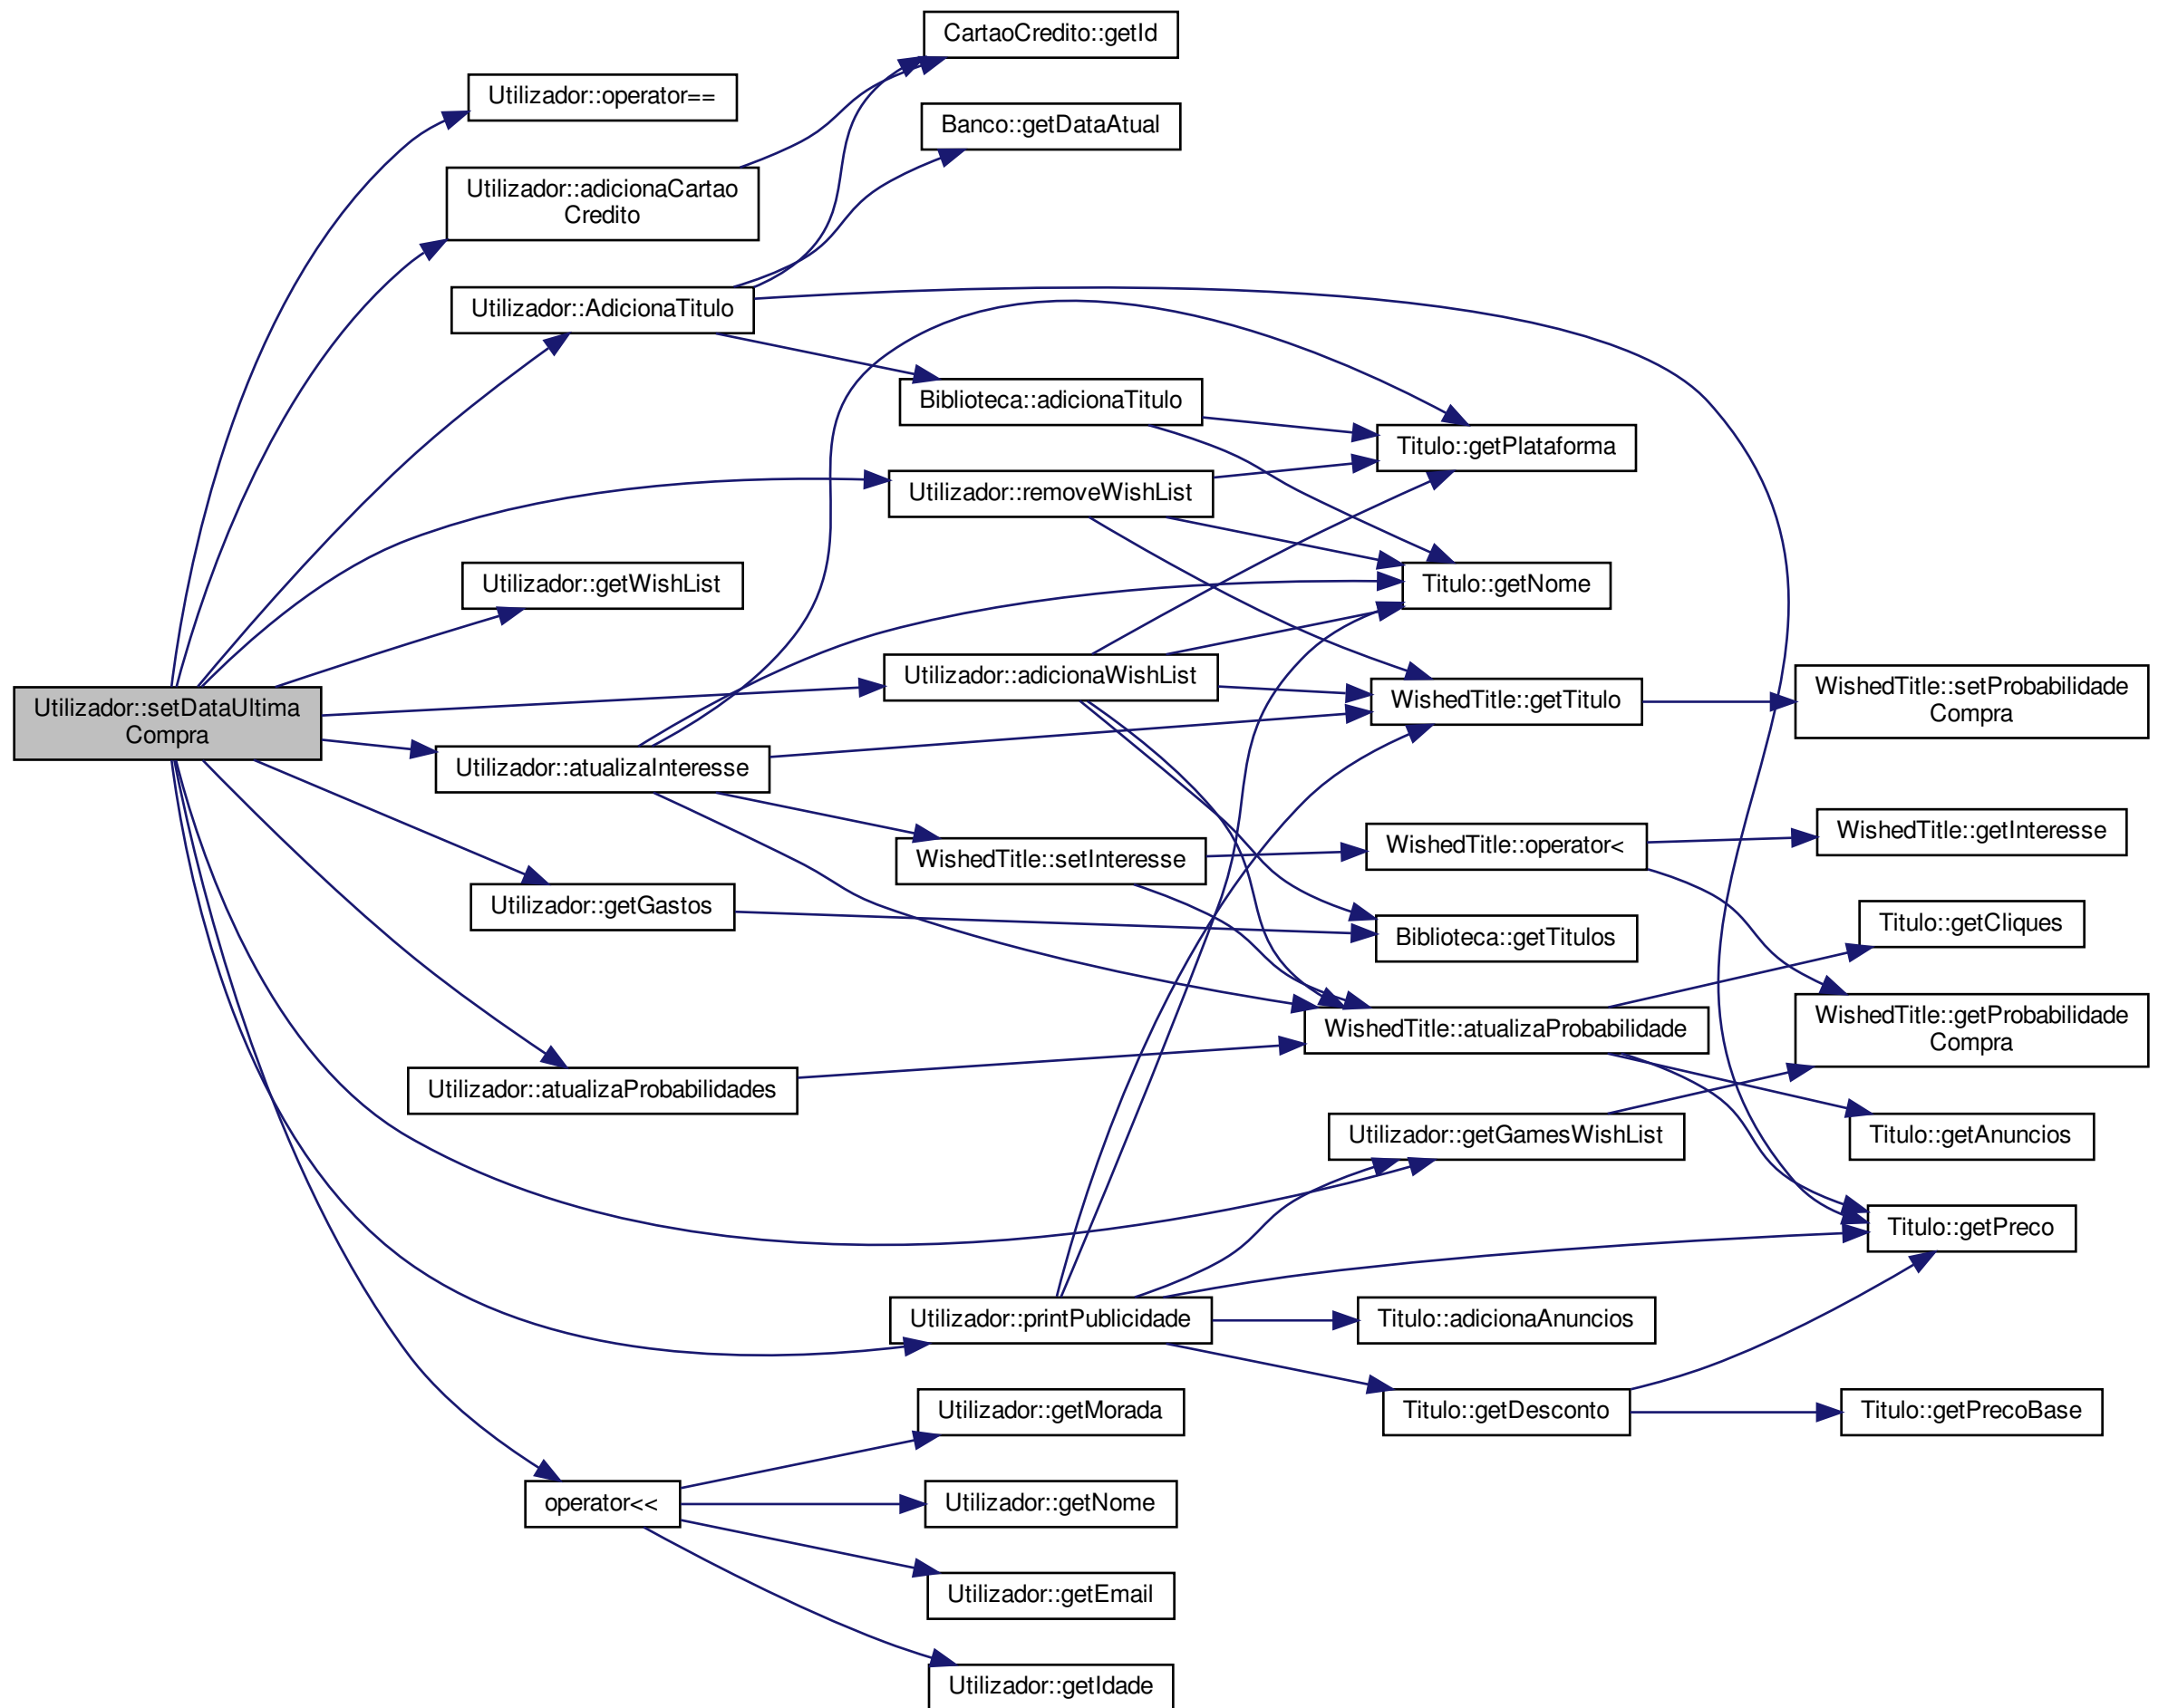 CartaoCredito::getId
Utilizador::operator==
Banco::getDataAtual
Utilizador::adicionaCartao
Credito
Utilizador::AdicionaTitulo
Biblioteca::adicionaTitulo
Titulo::getPlataforma
Utilizador::removeWishList
Utilizador::getWishList
Titulo::getNome
Utilizador::adicionaWishList
WishedTitle::getTitulo
WishedTitle::setProbabilidade
Compra
Utilizador::setDataUltima
Compra
Utilizador::atualizaInteresse
WishedTitle::setInteresse
WishedTitle::operator<
WishedTitle::getInteresse
Utilizador::getGastos
Biblioteca::getTitulos
Titulo::getCliques
WishedTitle::getProbabilidade
Compra
WishedTitle::atualizaProbabilidade
Utilizador::atualizaProbabilidades
Utilizador::getGamesWishList
Titulo::getAnuncios
Titulo::getPreco
Utilizador::printPublicidade
Titulo::adicionaAnuncios
Utilizador::getMorada
Titulo::getDesconto
Titulo::getPrecoBase
operator<<
Utilizador::getNome
Utilizador::getEmail
Utilizador::getIdade